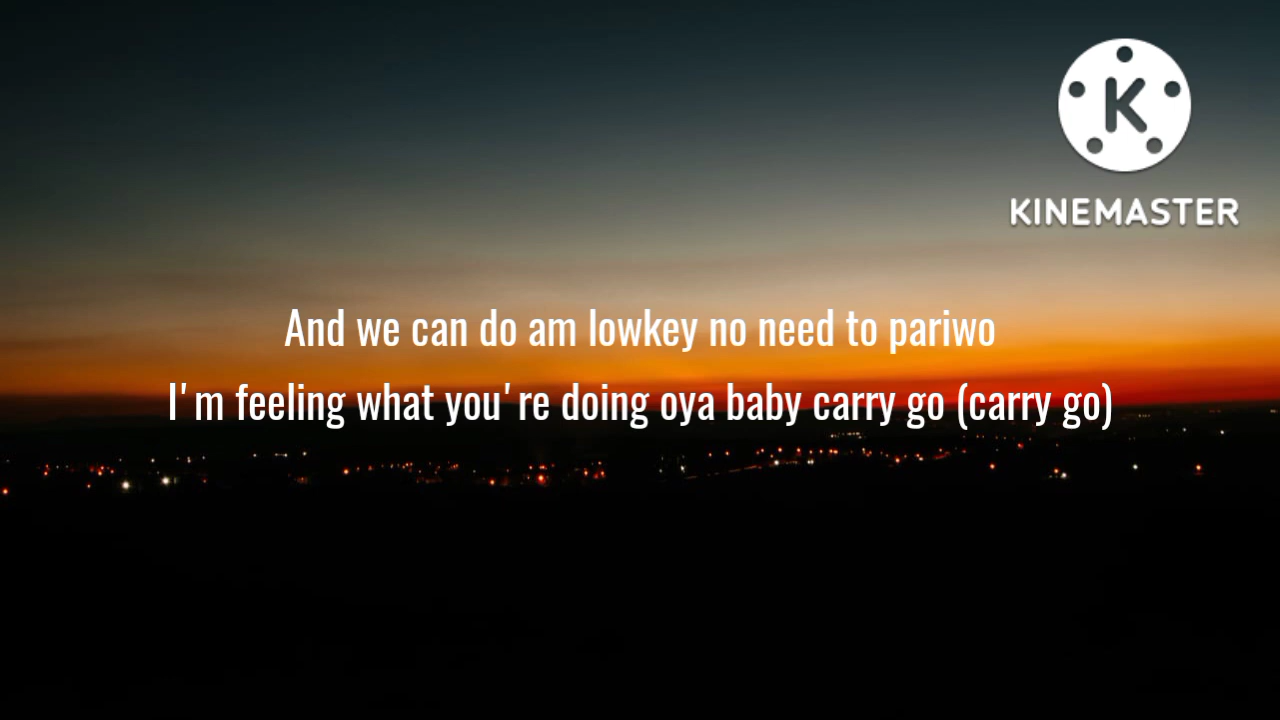 K
KINEMASTER
And we can do am lowkey no need to pariwo
I'm feeling what you're doing oya baby carry go (carry go)